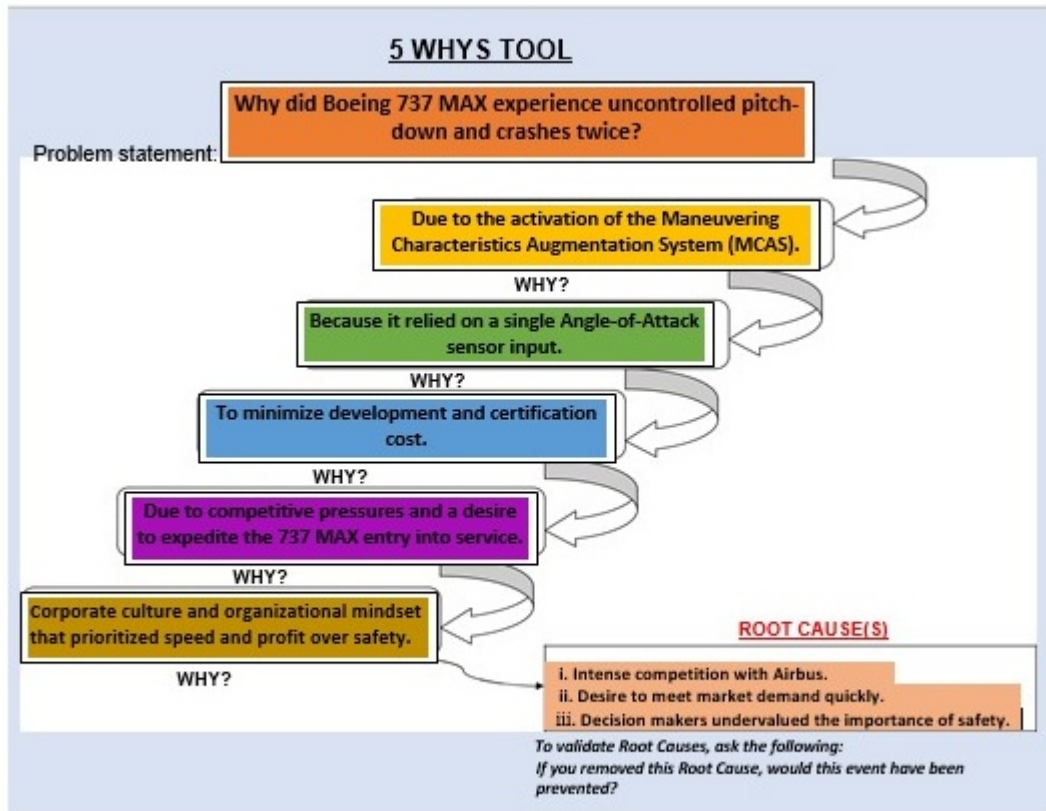 5 WHYS TOOL
Why did Boeing 737 MAX experience uncontrolled pitch-
down and crashes twice?
Problem statement:
Due to the activation of the Maneuvering
Characteristics Augmentation System (MCAS).
WHY?
Because it relied on a single Angle-of-Attack
sensor input.
WHY?
To minimize development and certification
cost.
WHY?
Due to competitive pressures and a desire
to expedite the 737 MAX entry into service.
WHY?
Corporate culture and organizational mindset
that prioritized speed and profit over safety.
WHY?
ROOT CAUSE(S)
i. Intense competition with Airbus.
ii. Desire to meet market demand quickly.
iii. Decision makers undervalued the importance of safety.
To validate Root Causes, ask the following:
If you removed this Root Cause, would this event have been
prevented?